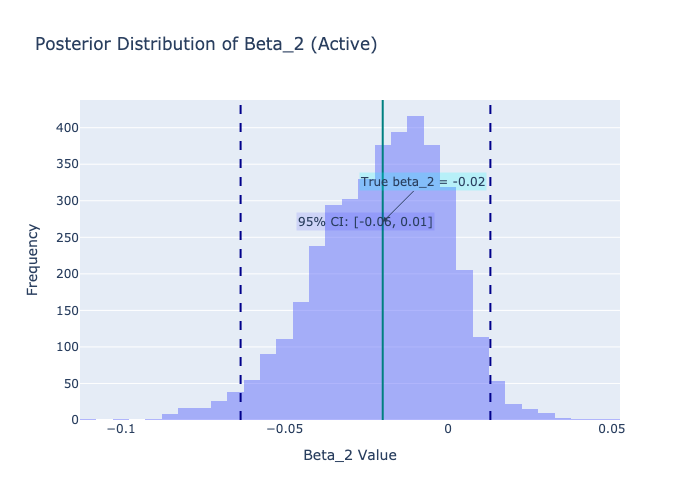 Posterior Distribution of Beta_2 (Active)
400
350
300
250
200
150
100
50
0
Frequency
True beta_2 = -0.02
95% CI: [-0.06, 0.01]
−0.1
−0.05
0
0.05
Beta_2 Value